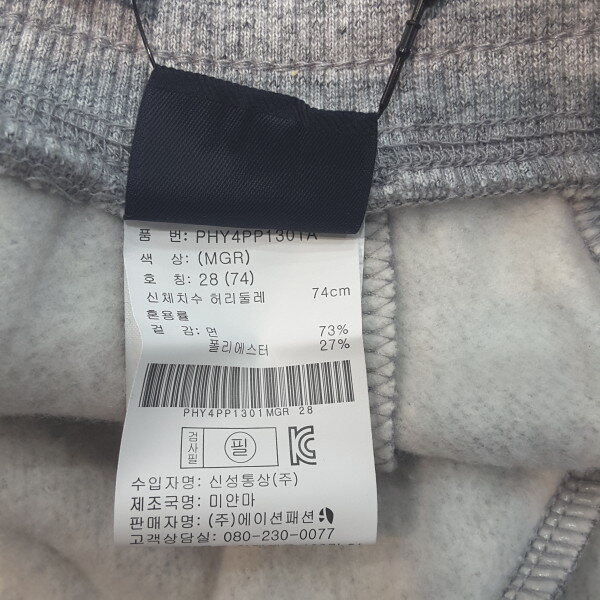 품 번: PHY4PP1301A
색 상: (MGR)
호 칭: 28 (74)
신체치수 허리둘레 74cm
혼용률
겉 감: 면 73%
폴리에스터 27%
PHY4PP1301MGR 28
검사필 필
수입자명: 신성통상(주)
제조국명: 미얀마
판매자명: (주)에이션패션
고객상담실: 080-230-0077